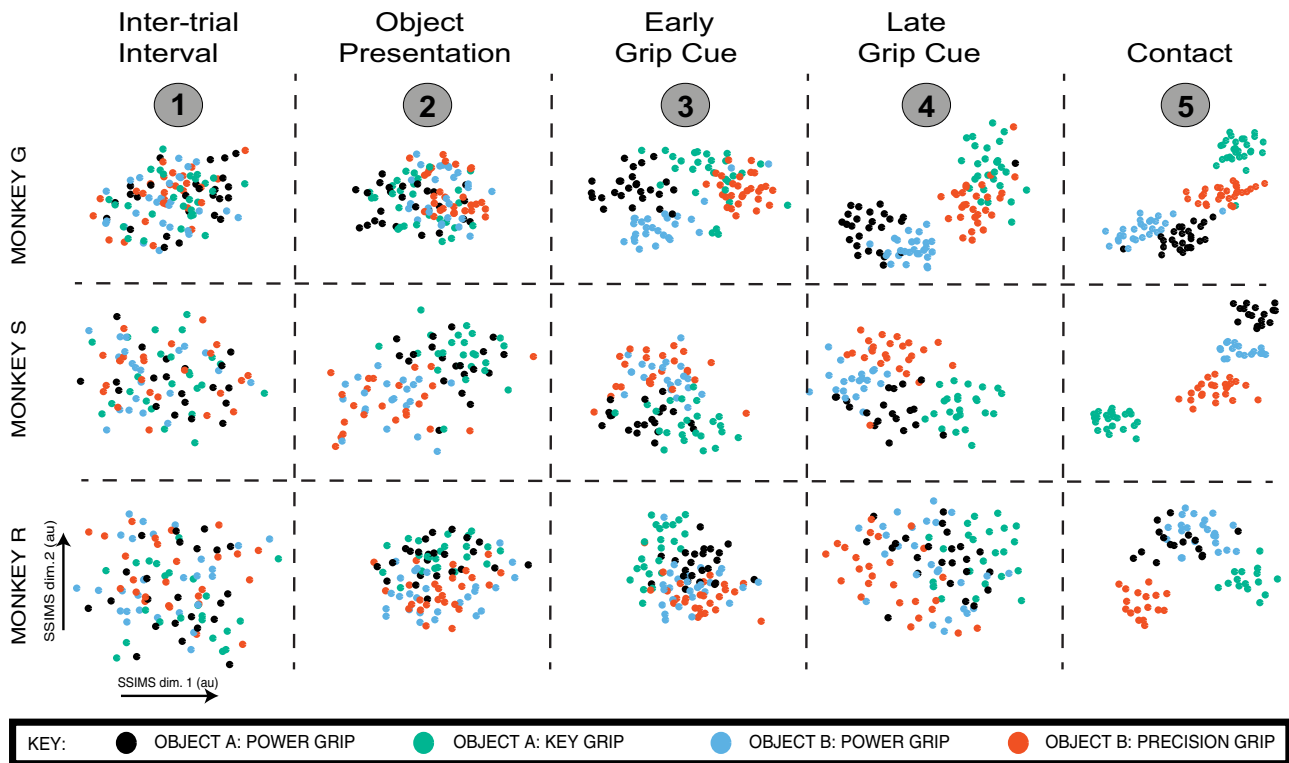 Inter-trial
Interval
Object
Presentation
Early
Grip Cue
Late
Grip Cue
Contact
1
2
3
4
5
MONKEY G
MONKEY S
MONKEY R
SSIMS dim. 2 (au)
SSIMS dim. 1 (au)
KEY:
OBJECT A: POWER GRIP
OBJECT A: KEY GRIP
OBJECT B: POWER GRIP
OBJECT B: PRECISION GRIP